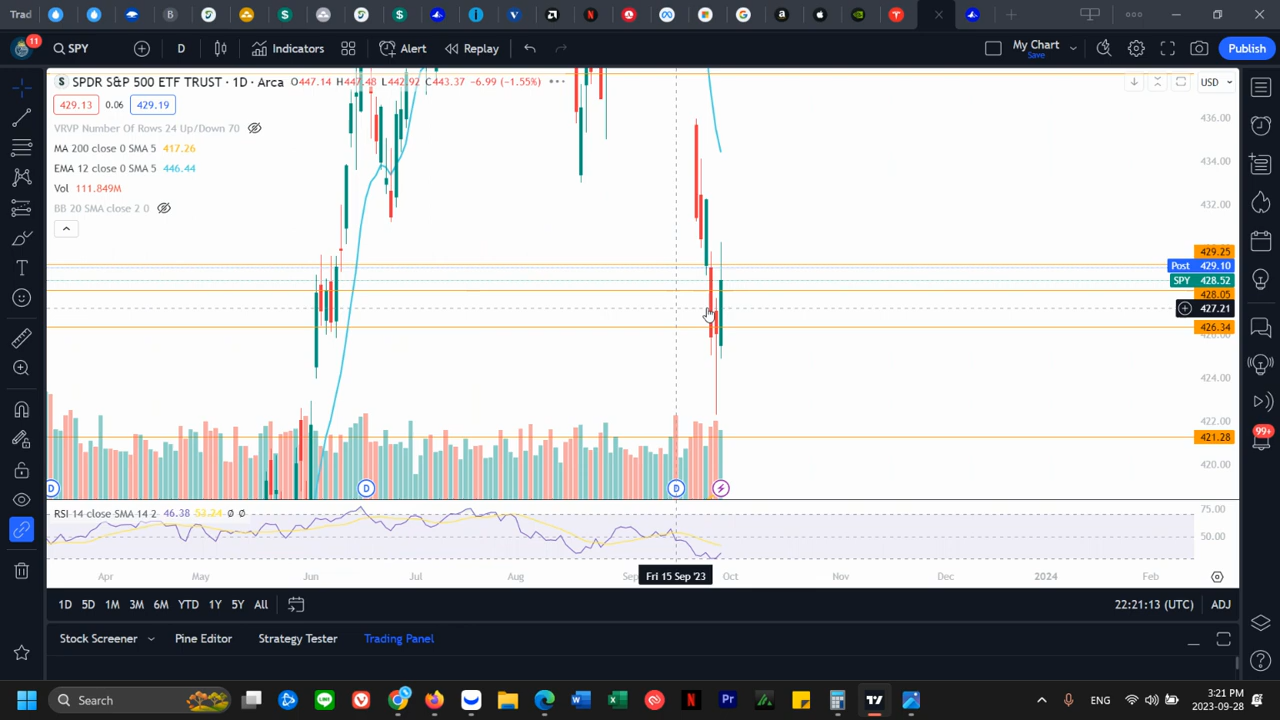 Trad
11
SPY
D
Indicators
Alert
Replay
My Chart
Save
Publish
SPDR S&P 500 ETF TRUST · 1D · Arca O447.14 H447.48 L442.92 C443.37 -6.99 (-1.55%)
USD
429.13 0.06 429.19
VRVP Number Of Rows 24 Up/Down 70
MA 200 close 0 SMA 5 417.26
EMA 12 close 0 SMA 5 446.44
Vol 111.849M
BB 20 SMA close 2 0
436.00
434.00
432.00
429.25
Post 429.10
SPY 428.52
428.05
427.21
426.34
424.00
422.00
421.28
420.00
99+
D D D
RSI 14 close SMA 14 2 46.38 52.24 Ø Ø
75.00
50.00
Apr May Jun Jul Aug Sep Fri 15 Sep '23 Oct Nov Dec 2024 Feb
1D 5D 1M 3M 6M YTD 1Y 5Y All
22:21:13 (UTC) ADJ
Stock Screener Pine Editor Strategy Tester Trading Panel
Search
ENG
3:21 PM
2023-09-28